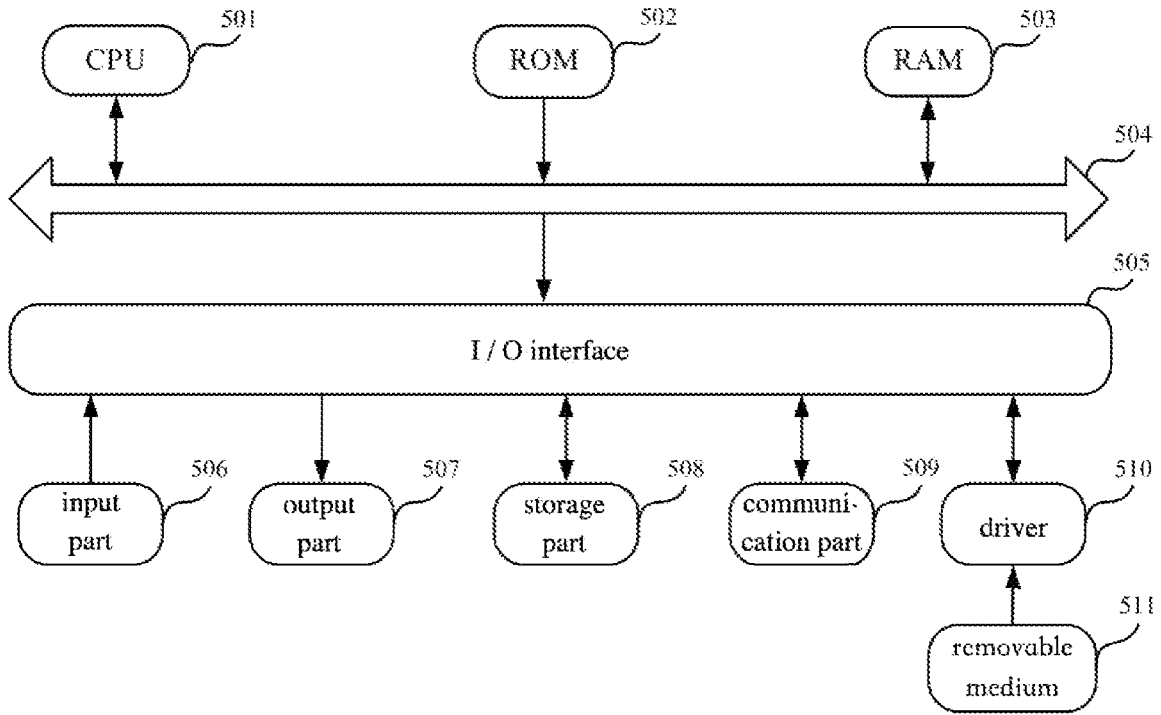 501
502
503
CPU
ROM
RAM
504
505
I / O interface
506
507
508
509
510
input
part
output
part
storage
part
communi-
cation part
driver
511
removable
medium